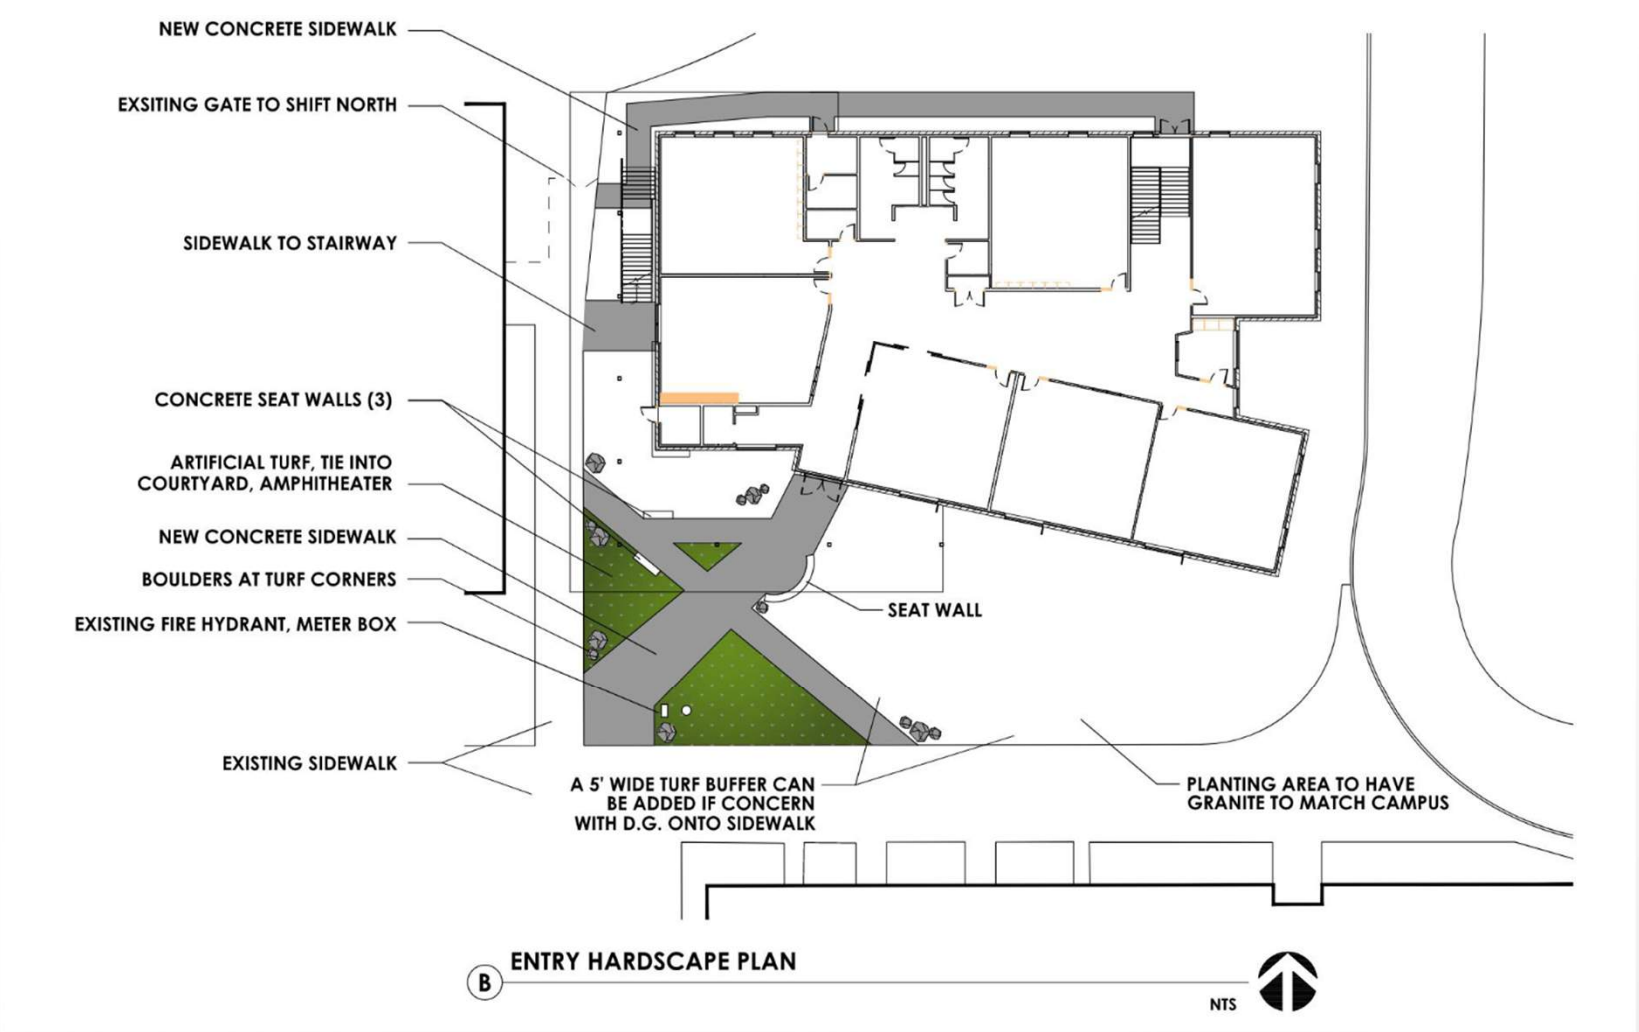 NEW CONCRETE SIDEWALK
EXSITING GATE TO SHIFT NORTH
SIDEWALK TO STAIRWAY
CONCRETE SEAT WALLS (3)
ARTIFICIAL TURF, TIE INTO
COURTYARD, AMPHITHEATER
NEW CONCRETE SIDEWALK
BOULDERS AT TURF CORNERS
EXISTING FIRE HYDRANT, METER BOX
EXISTING SIDEWALK
SEAT WALL
A 5' WIDE TURF BUFFER CAN
BE ADDED IF CONCERN
WITH D.G. ONTO SIDEWALK
PLANTING AREA TO HAVE
GRANITE TO MATCH CAMPUS
B
ENTRY HARDSCAPE PLAN
NTS